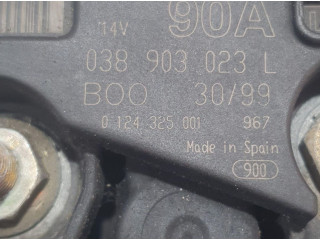 14V 90A
038 903 023 L
BOO 30/99
0 124 325 001 967
Made in Spain
900